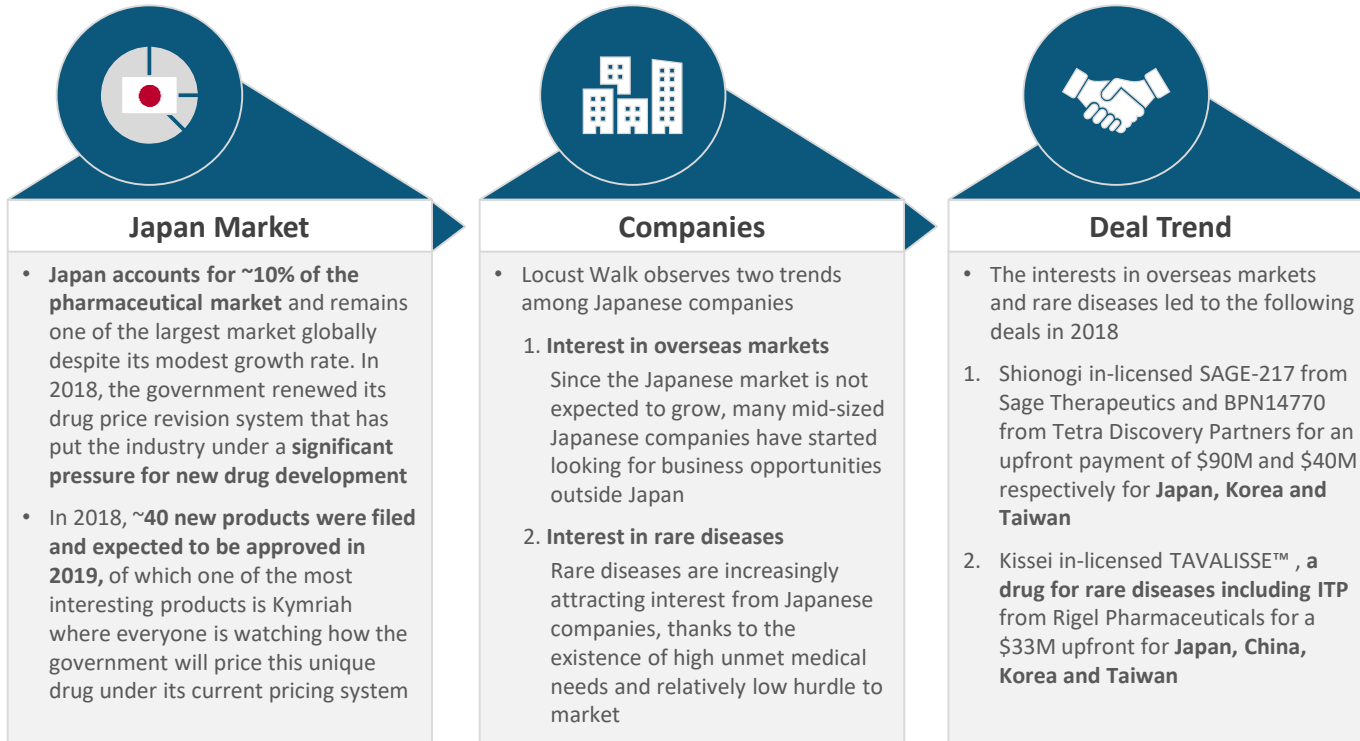 Japan Market
• Japan accounts for ~10% of the
pharmaceutical market and remains
one of the largest market globally
despite its modest growth rate. In
2018, the government renewed its
drug price revision system that has
put the industry under a significant
pressure for new drug development
• In 2018, ~40 new products were filed
and expected to be approved in
2019, of which one of the most
interesting products is Kymriah
where everyone is watching how the
government will price this unique
drug under its current pricing system
Companies
• Locust Walk observes two trends
among Japanese companies
1. Interest in overseas markets
Since the Japanese market is not
expected to grow, many mid-sized
Japanese companies have started
looking for business opportunities
outside Japan
2. Interest in rare diseases
Rare diseases are increasingly
attracting interest from Japanese
companies, thanks to the
existence of high unmet medical
needs and relatively low hurdle to
market
Deal Trend
• The interests in overseas markets
and rare diseases led to the following
deals in 2018
1. Shionogi in-licensed SAGE-217 from
Sage Therapeutics and BPN14770
from Tetra Discovery Partners for an
upfront payment of $90M and $40M
respectively for Japan, Korea and
Taiwan
2. Kissei in-licensed TAVALISSE™ , a
drug for rare diseases including ITP
from Rigel Pharmaceuticals for a
$33M upfront for Japan, China,
Korea and Taiwan